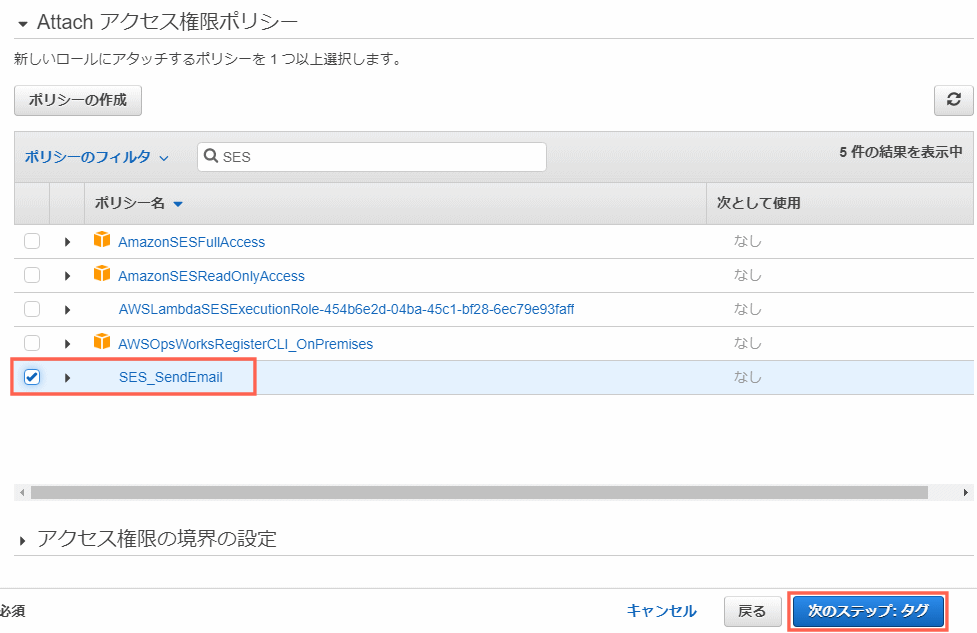 Attach アクセス権限ポリシー
新しいロールにアタッチするポリシーを 1 つ以上選択します。
ポリシーの作成
ポリシーのフィルタ SES 5 件の結果を表示中
ポリシー名 次として使用
AmazonSESFullAccess なし
AmazonSESReadOnlyAccess なし
AWSLambdaSESExecutionRole-454b6e2d-04ba-45c1-bf28-6ec79e93faff なし
AWSOpsWorksRegisterCLI_OnPremises なし
SES_SendEmail なし
アクセス権限の境界の設定
必須 キャンセル 戻る 次のステップ: タグ